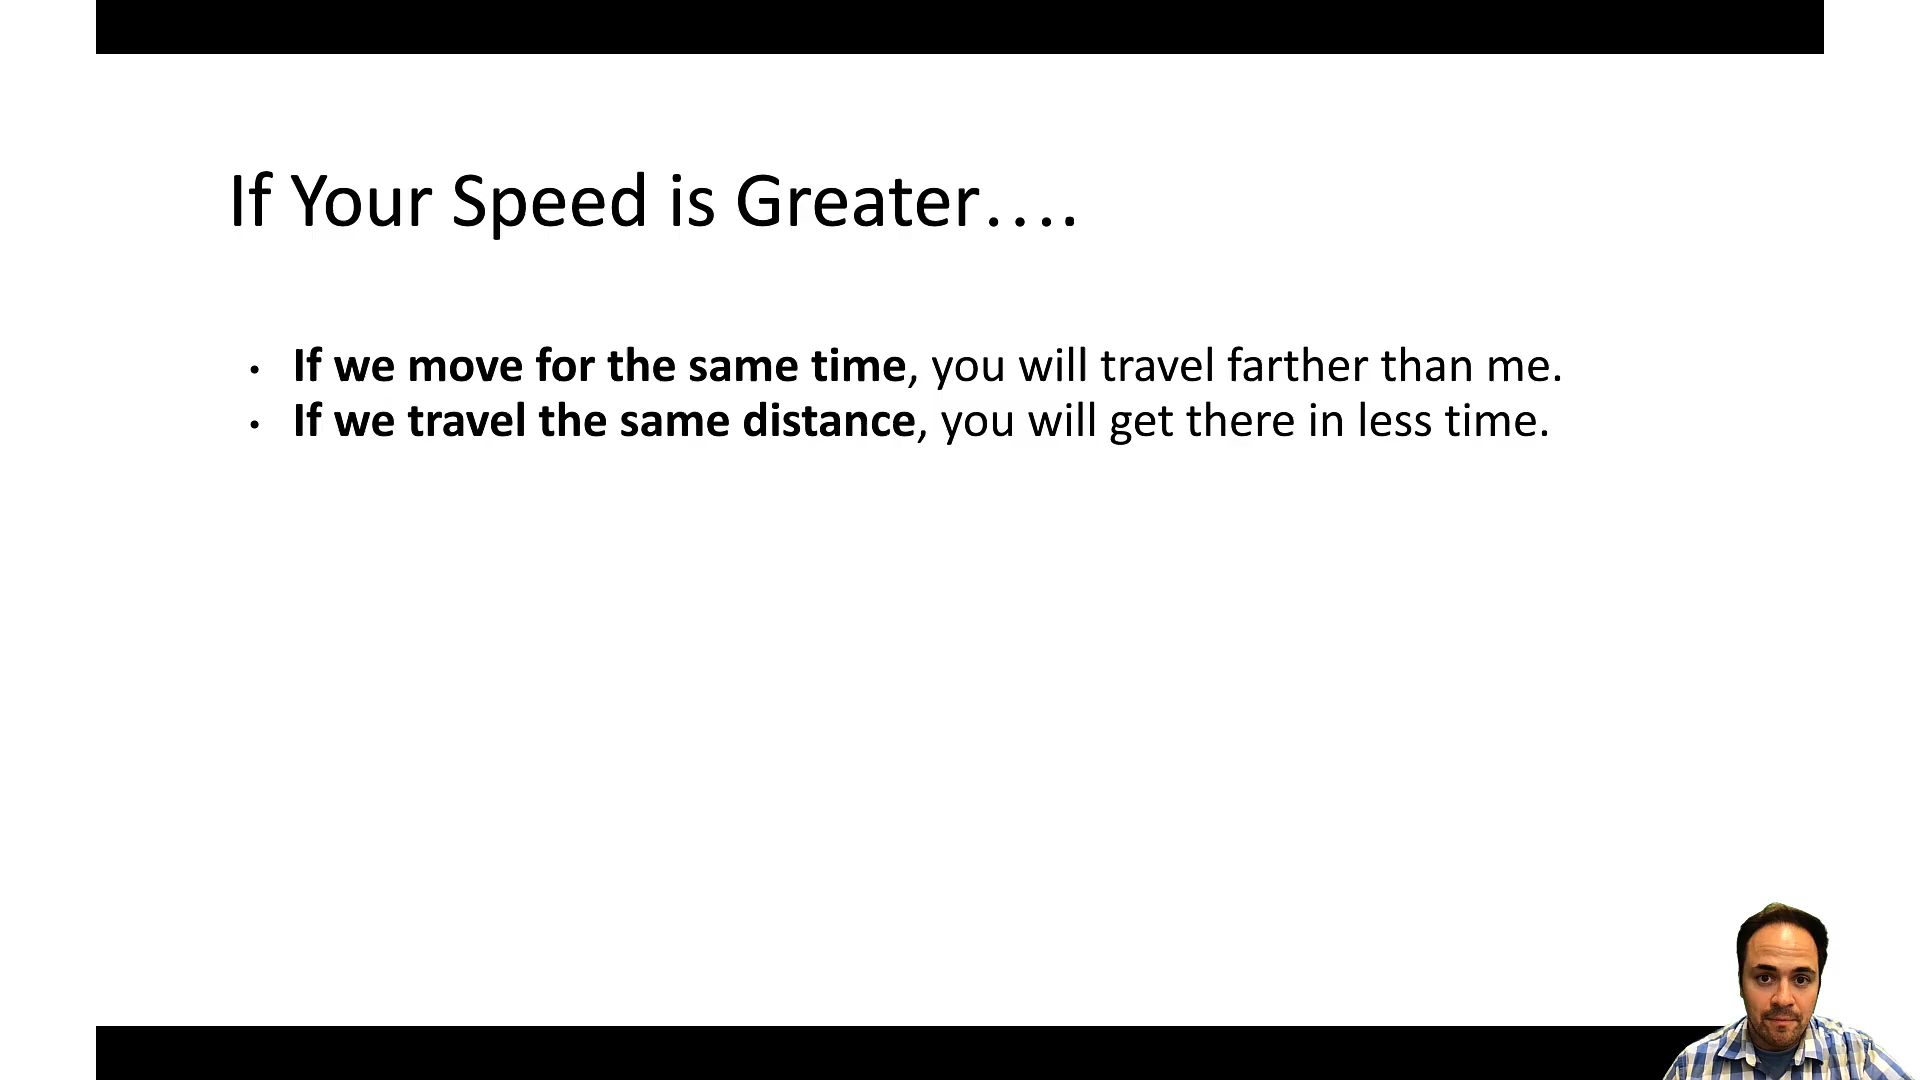 If Your Speed is Greater….
• If we move for the same time, you will travel farther than me.
• If we travel the same distance, you will get there in less time.